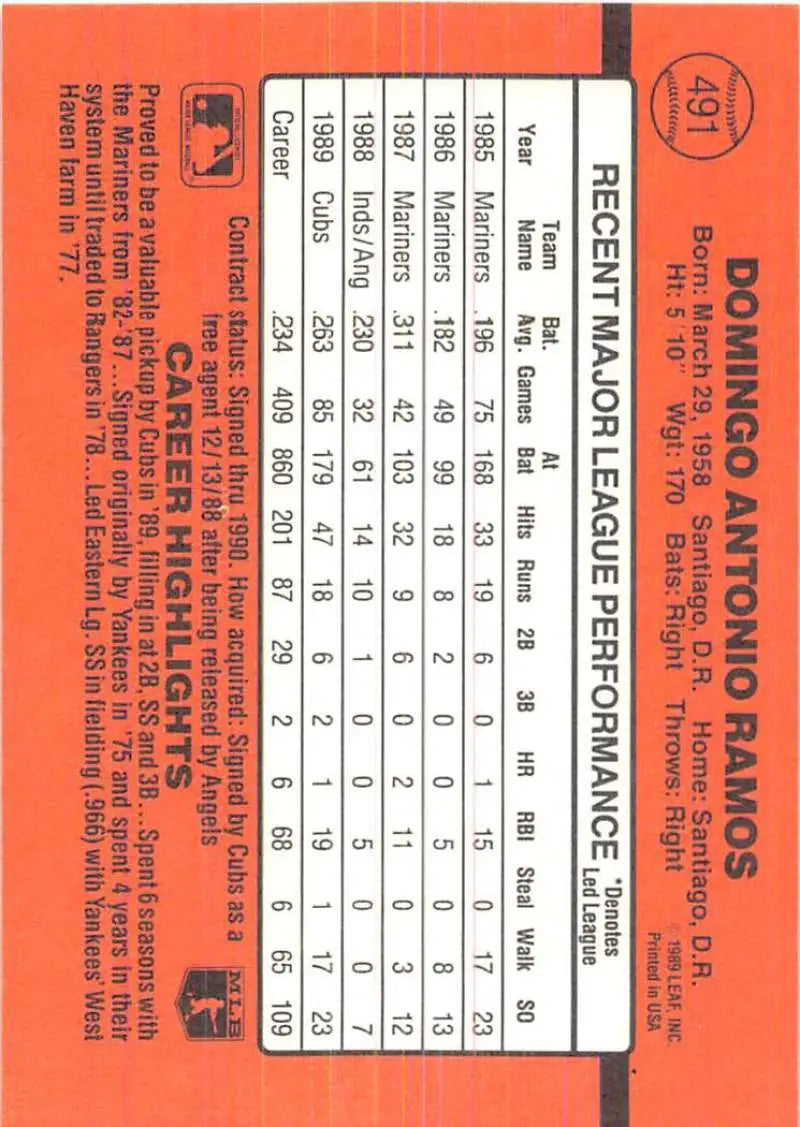 491
DOMINGO ANTONIO RAMOS
Born: March 29, 1958 Santiago, D.R. Home: Santiago, D.R.
Ht: 5'10" Wgt: 170 Bats: Right Throws: Right
© 1989 LEAF, INC.
Printed in USA
RECENT MAJOR LEAGUE PERFORMANCE
*Denotes
Led League
Year Team Name Bat. Avg. Games At Bat Hits Runs 2B 3B HR RBI Steal Walk SO
1985 Mariners .196 75 168 33 19 6 0 1 15 0 17 23
1986 Mariners .182 49 99 18 8 2 0 0 5 0 8 13
1987 Mariners .311 42 103 32 9 6 0 2 11 0 3 12
1988 Inds/Ang .230 32 61 14 10 1 0 0 5 0 0 7
1989 Cubs .263 85 179 47 18 6 2 1 19 1 17 23
Career .234 409 860 201 87 29 2 6 68 6 65 109
Contract status: Signed thru 1990. How acquired: Signed by Cubs as a
free agent 12/13/88 after being released by Angels
MLB
CAREER HIGHLIGHTS
Proved to be a valuable pickup by Cubs in '89, filling in at 2B, SS and 3B...Spent 6 seasons with
the Mariners from '82-'87...Signed originally by Yankees in '75 and spent 4 years in their
system until traded to Rangers in '78...Led Eastern Lg. SS in fielding (.966) with Yankees' West
Haven farm in '77.